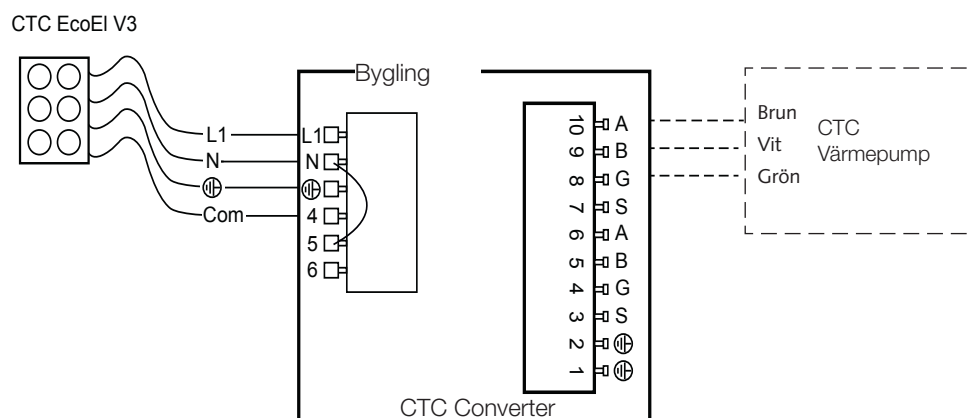 CTC EcoEl V3
Bygling
L1 L1
N N
4
Com
5
6
10 A
9 B
8 G
7 S
6 A
5 B
4 G
3 S
2
1
Brun
Vit
Grön
CTC
Värmepump
CTC Converter